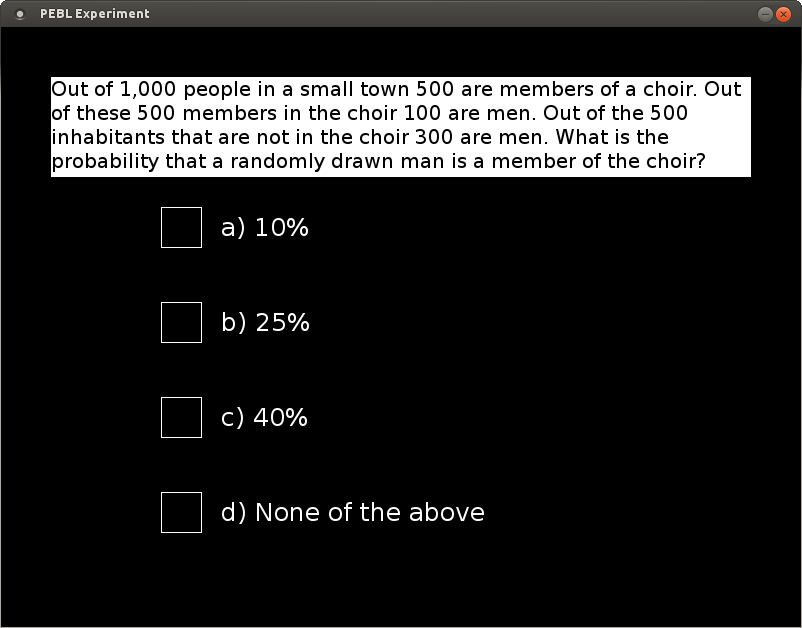 PEBL Experiment
Out of 1,000 people in a small town 500 are members of a choir. Out
of these 500 members in the choir 100 are men. Out of the 500
inhabitants that are not in the choir 300 are men. What is the
probability that a randomly drawn man is a member of the choir?
a) 10%
b) 25%
c) 40%
d) None of the above